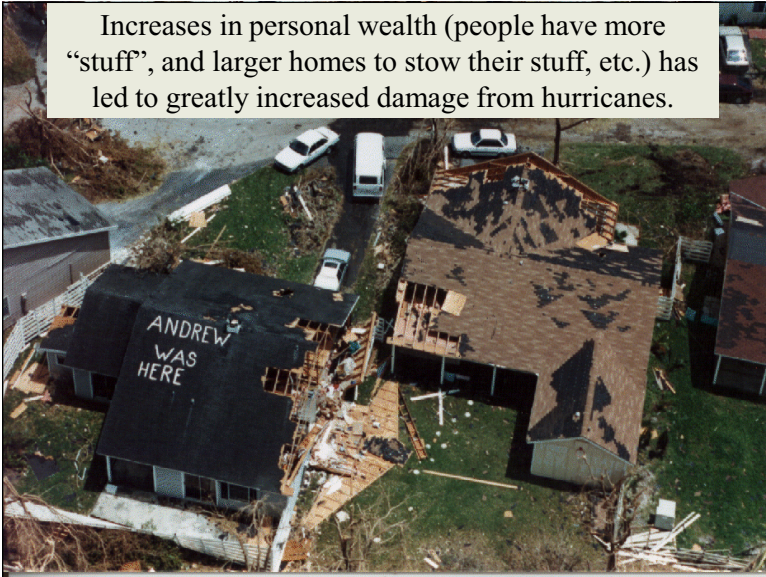 Increases in personal wealth (people have more
“stuff”, and larger homes to stow their stuff, etc.) has
led to greatly increased damage from hurricanes.
ANDREW
WAS
HERE